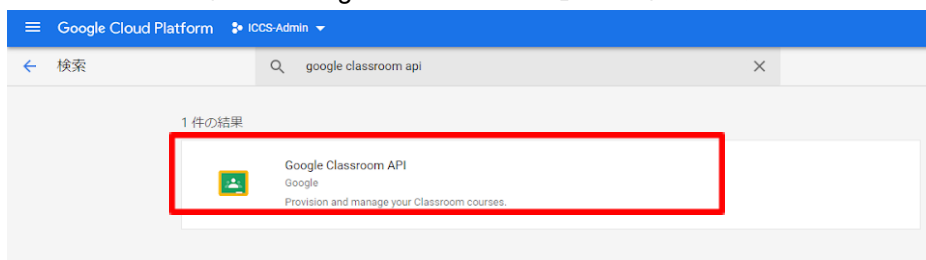 Google Cloud Platform ICCS-Admin
検索 google classroom api
1 件の結果
Google Classroom API
Google
Provision and manage your Classroom courses.